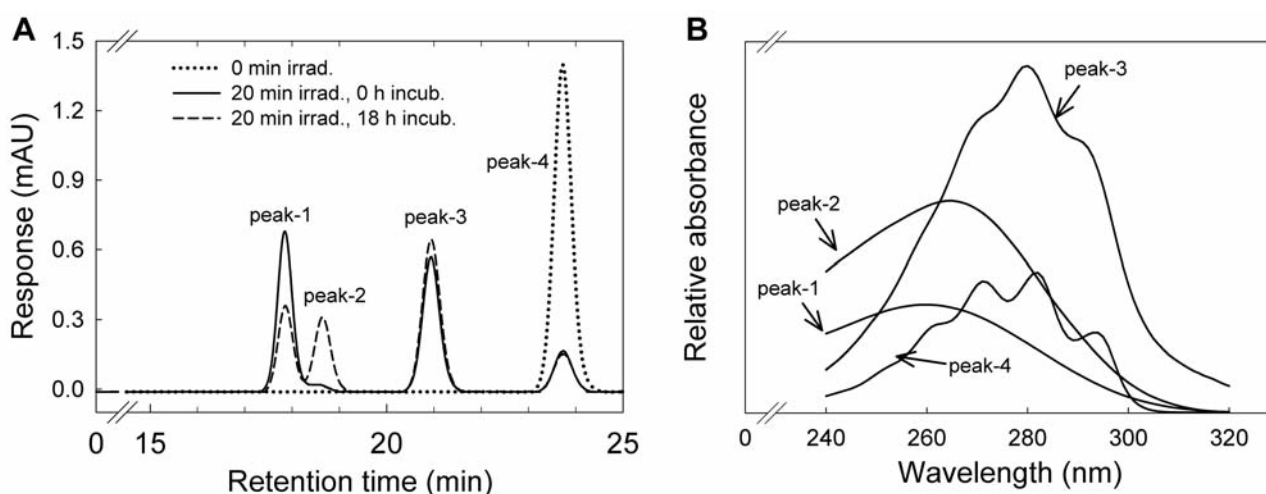 A
1.5
1.2
0.9
0.6
0.3
0.0
Response (mAU)
0 min irrad.
20 min irrad., 0 h incub.
20 min irrad., 18 h incub.
peak-1
peak-2
peak-3
peak-4
0 15 20 25
Retention time (min)
B
Relative absorbance
peak-3
peak-2
peak-1
peak-4
0 240 260 280 300 320
Wavelength (nm)